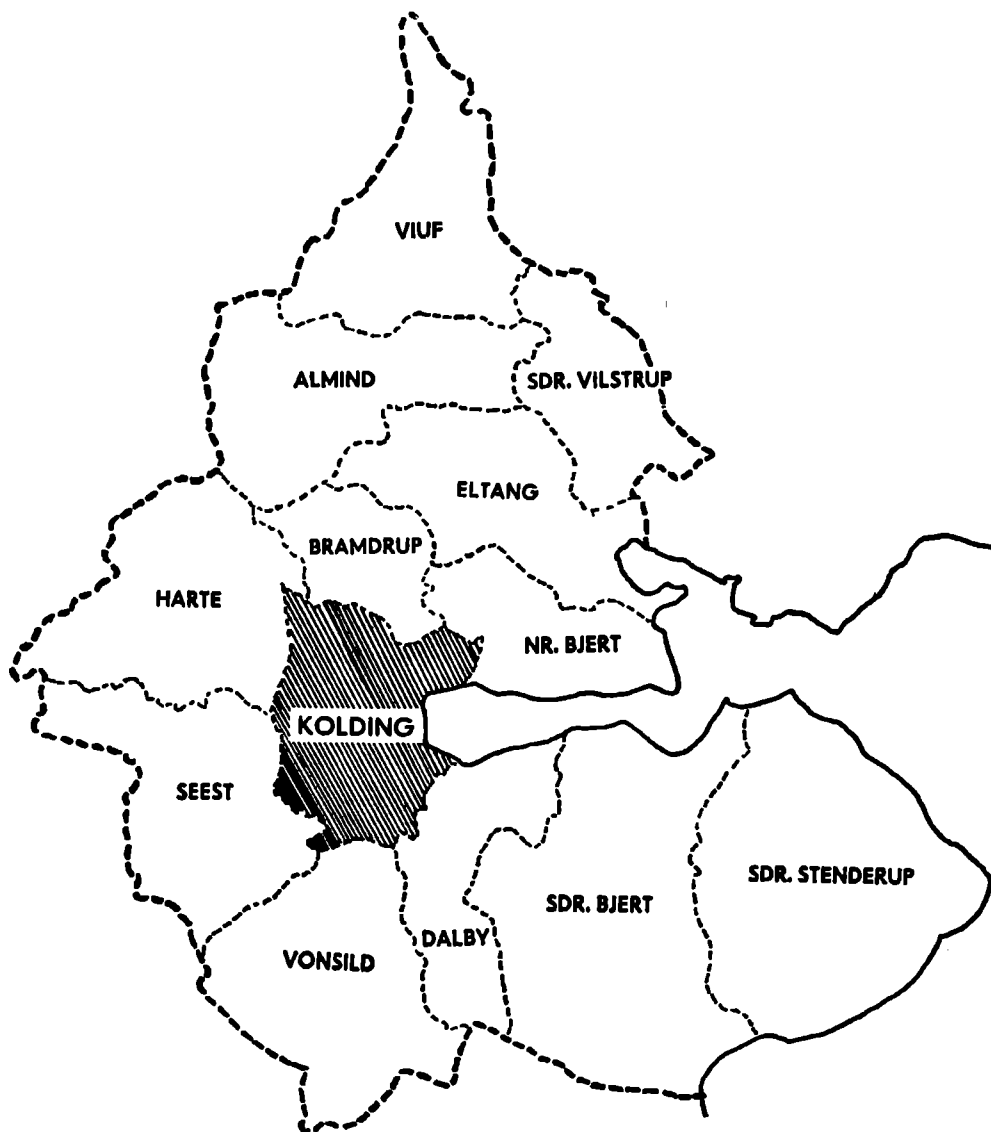 VIUF
ALMIND
SDR. VILSTRUP
ELTANG
BRAMDRUP
HARTE
NR. BJERT
KOLDING
SEEST
SDR. STENDERUP
SDR. BJERT
DALBY
VONSILD